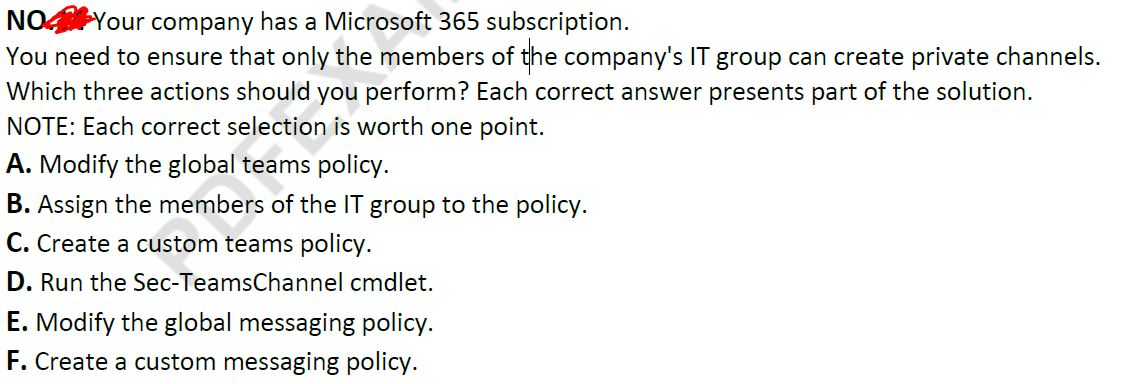 NO. Your company has a Microsoft 365 subscription.
You need to ensure that only the members of the company's IT group can create private channels.
Which three actions should you perform? Each correct answer presents part of the solution.
NOTE: Each correct selection is worth one point.
A. Modify the global teams policy.
B. Assign the members of the IT group to the policy.
C. Create a custom teams policy.
D. Run the Sec-TeamsChannel cmdlet.
E. Modify the global messaging policy.
F. Create a custom messaging policy.
PDFEXAM